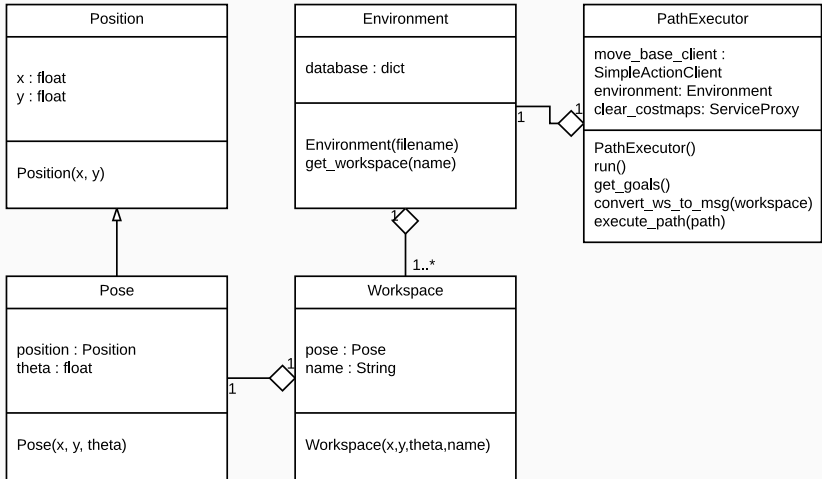 Position
x : float
y : float
Position(x, y)
Environment
database : dict
Environment(filename)
get_workspace(name)
PathExecutor
move_base_client :
SimpleActionClient
environment: Environment
clear_costmaps: ServiceProxy
PathExecutor()
run()
get_goals()
convert_ws_to_msg(workspace)
execute_path(path)
1
1
1
1..*
Pose
position : Position
theta : float
Pose(x, y, theta)
1
1
Workspace
pose : Pose
name : String
Workspace(x,y,theta,name)